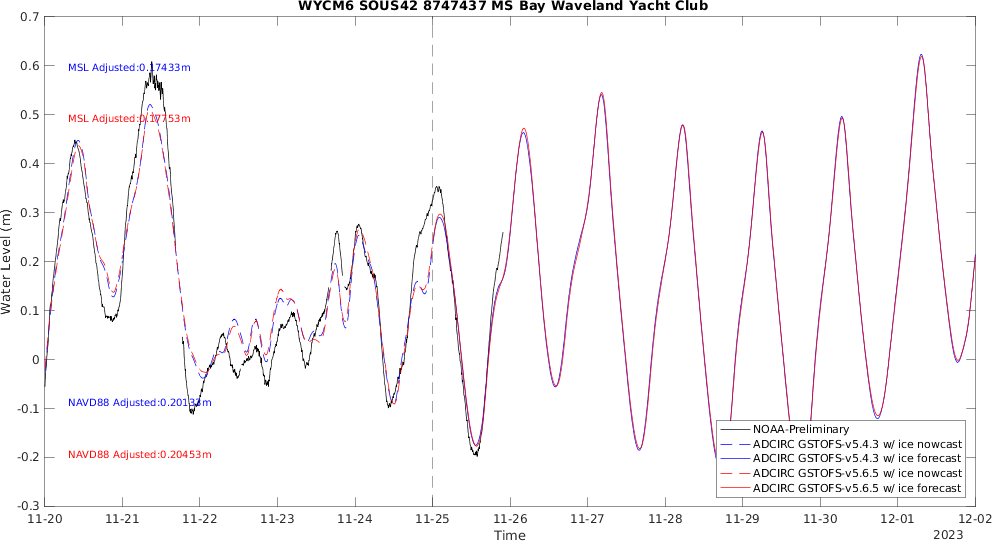 WYCM6 SOUS42 8747437 MS Bay Waveland Yacht Club
0.7
0.6
0.5
0.4
0.3
0.2
0.1
0
-0.1
-0.2
-0.3
Water Level (m)
MSL Adjusted:0.17433m
MSL Adjusted:0.17753m
NAVD88 Adjusted:0.20133m
NAVD88 Adjusted:0.20453m
NOAA-Preliminary
ADCIRC GSTOFS-v5.4.3 w/ ice nowcast
ADCIRC GSTOFS-v5.4.3 w/ ice forecast
ADCIRC GSTOFS-v5.6.5 w/ ice nowcast
ADCIRC GSTOFS-v5.6.5 w/ ice forecast
11-20 11-21 11-22 11-23 11-24 11-25 11-26 11-27 11-28 11-29 11-30 12-01 12-02
Time
2023